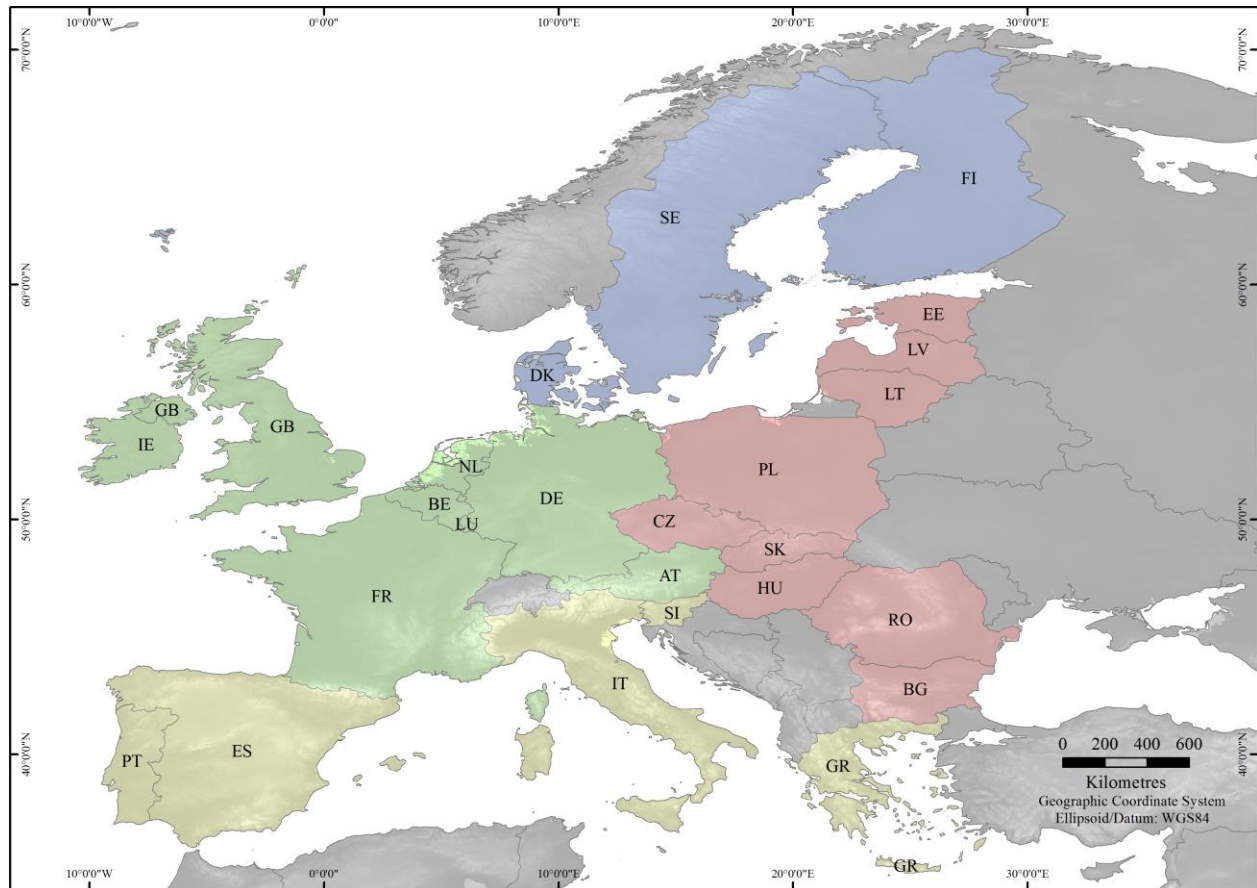 10°0'0"W 0°0'0" 10°0'0"E 20°0'0"E 30°0'0"E
70°0'0"N 70°0'0"N
FI
SE
60°0'0"N 60°0'0"N
EE
LV
DK
LT
GB
GB
IE
NL
PL
DE
BE
CZ
LU
50°0'0"N 50°0'0"N
SK
AT
HU
FR
SI
RO
IT
BG
ES
PT
GR
40°0'0"N 40°0'0"N
0 200 400 600
Kilometres
Geographic Coordinate System
Ellipsoid/Datum: WGS84
GR
10°0'0"W 0°0'0" 10°0'0"E 20°0'0"E 30°0'0"E